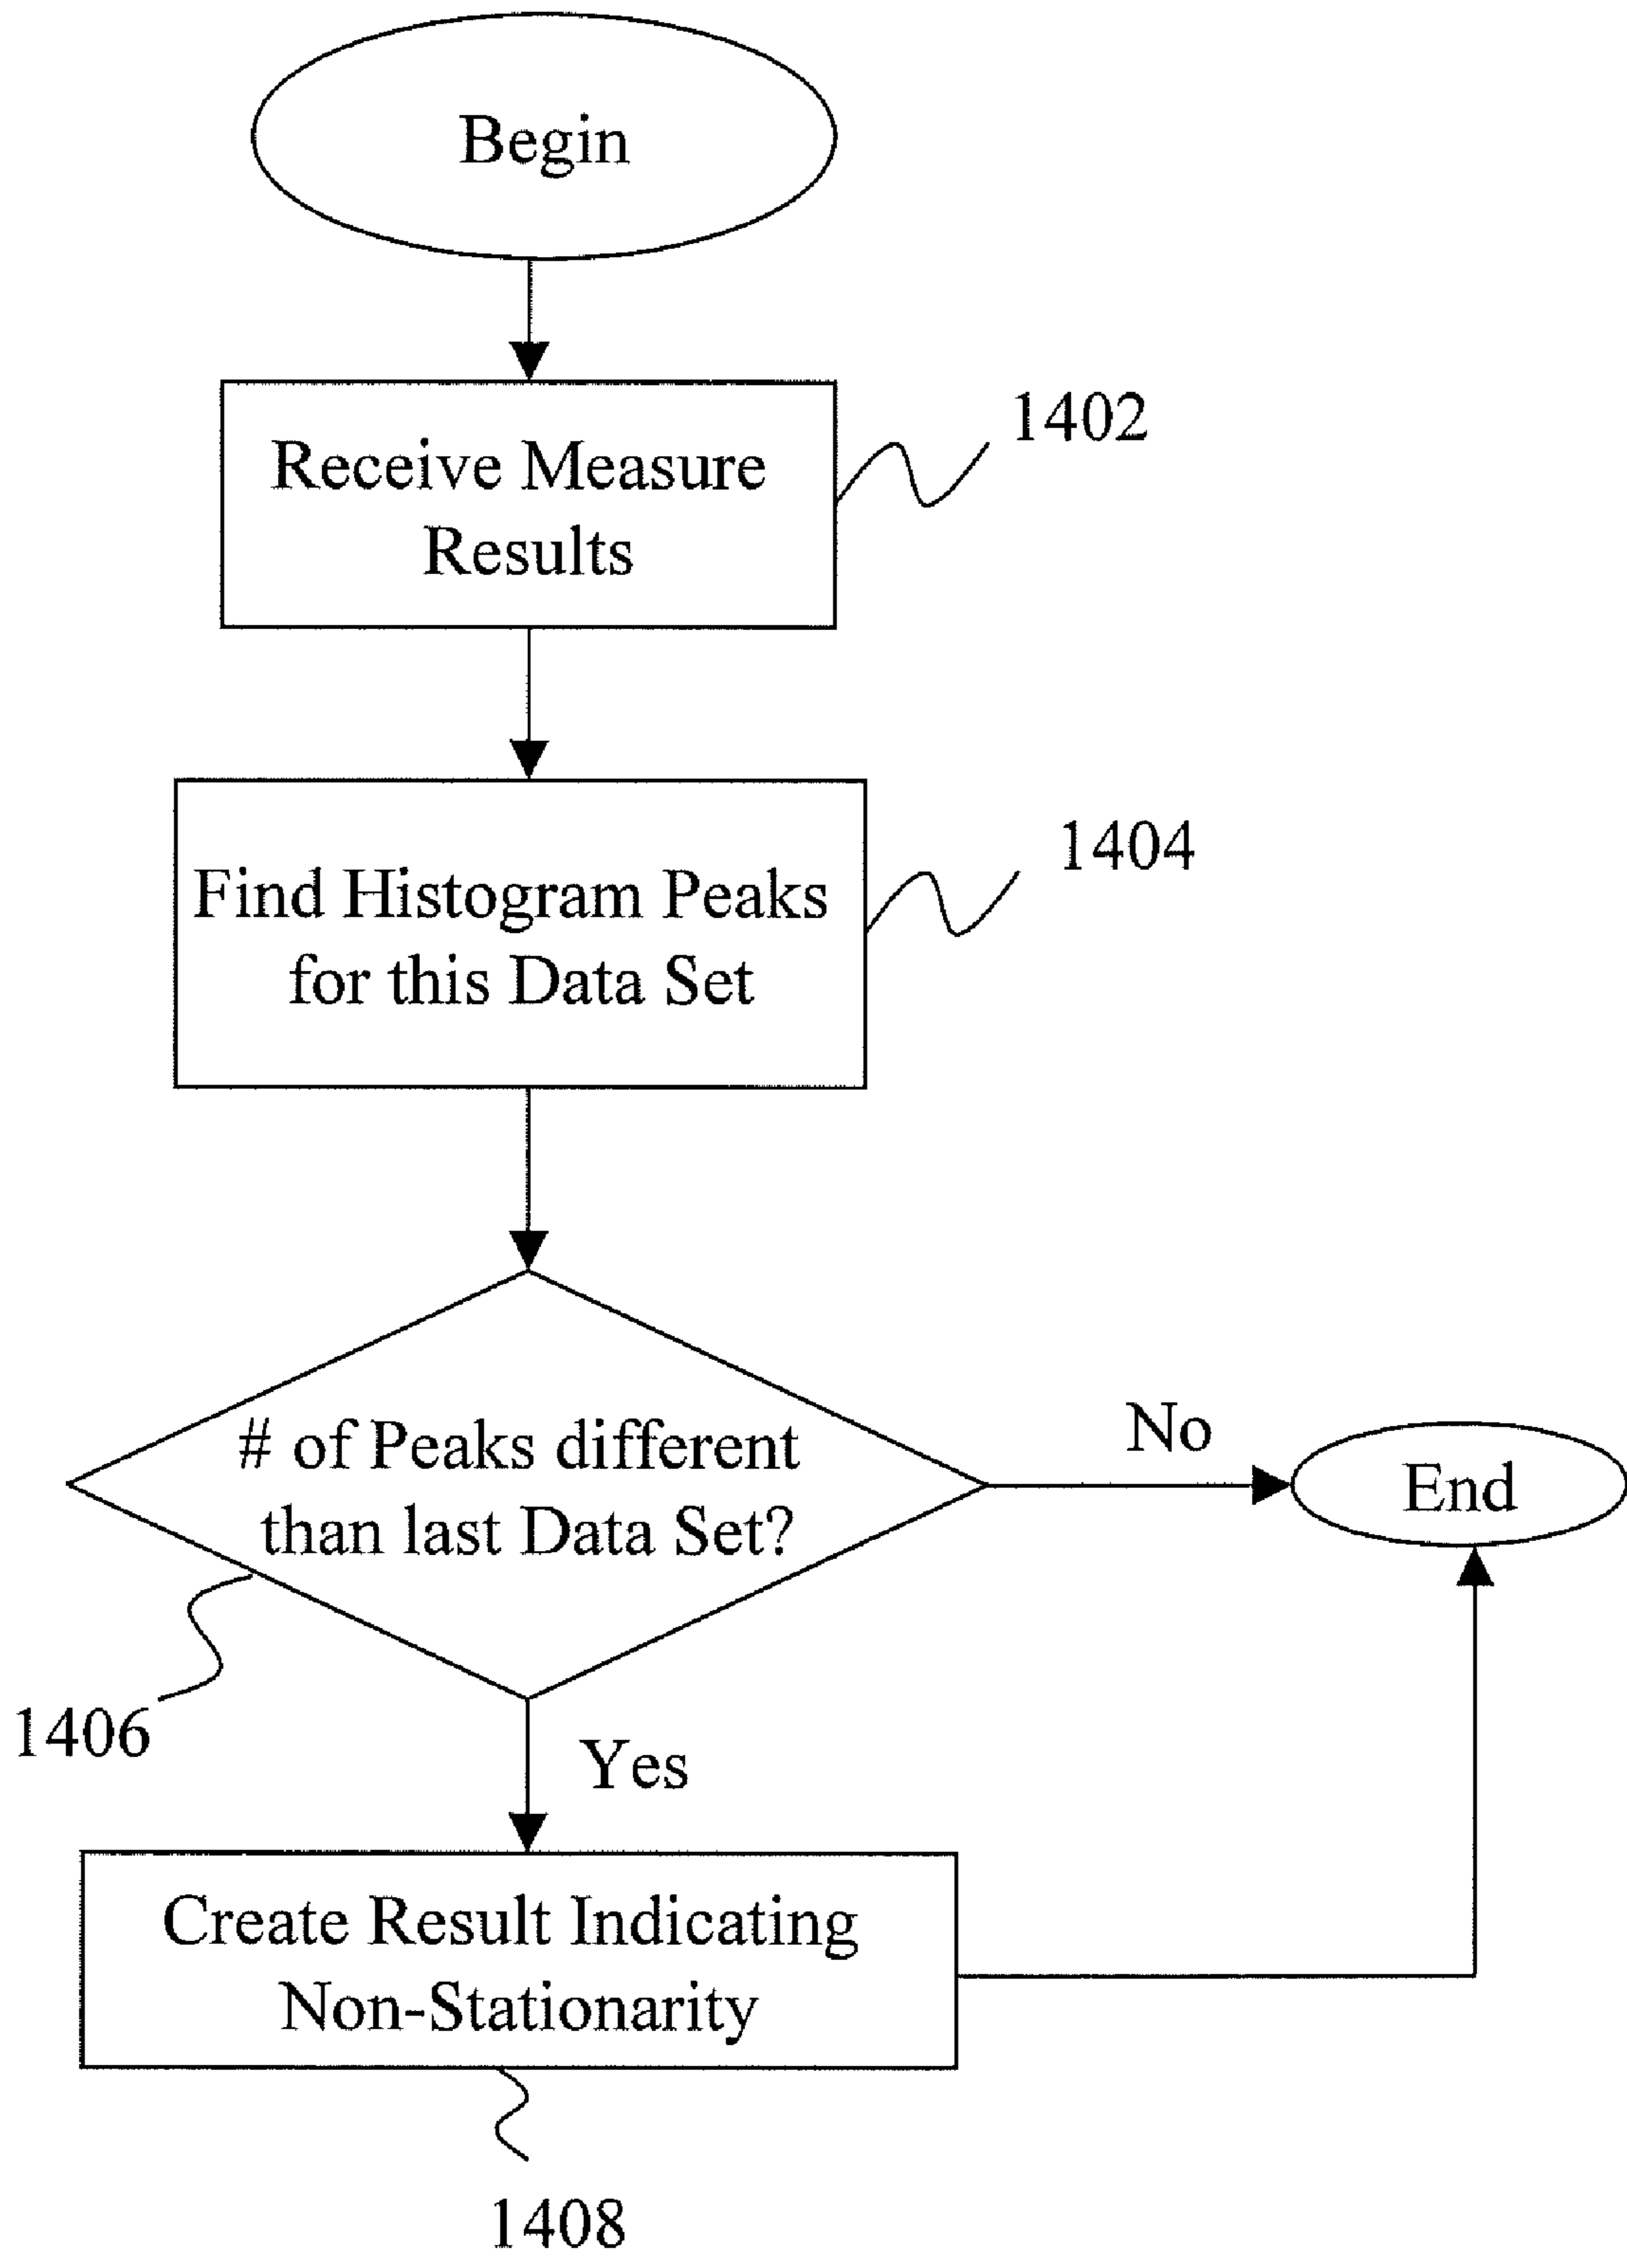 Begin
Receive Measure
Results
1402
Find Histogram Peaks
for this Data Set
1404
# of Peaks different
than last Data Set?
No
End
1406
Yes
Create Result Indicating
Non-Stationarity
1408